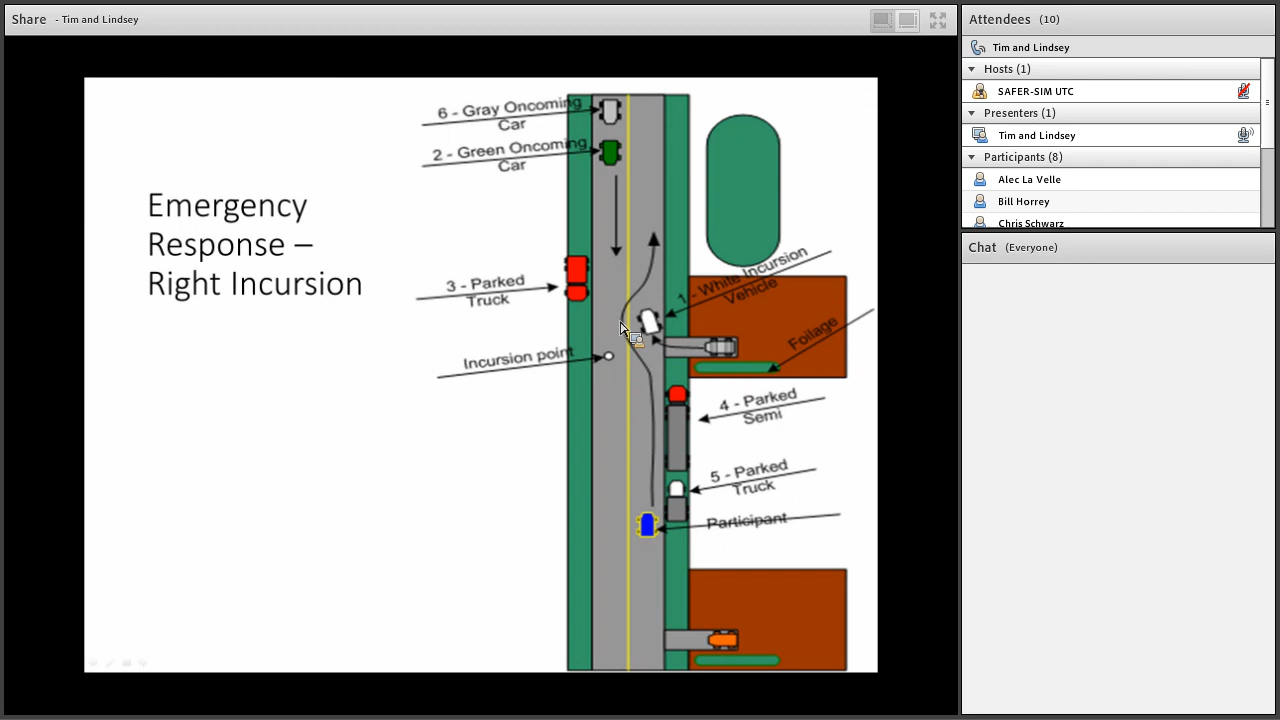 Share - Tim and Lindsey
Emergency
Response –
Right Incursion
6 - Gray Oncoming
Car
2 - Green Oncoming
Car
3 - Parked
Truck
Incursion point
1 - While Incursion
Vehicle
Foilage
4 - Parked
Semi
5 - Parked
Truck
Participant
Attendees (10)
Tim and Lindsey
Hosts (1)
SAFER-SIM UTC
Presenters (1)
Tim and Lindsey
Participants (8)
Alec La Velle
Bill Horrey
Chris Schwarz
Chat (Everyone)